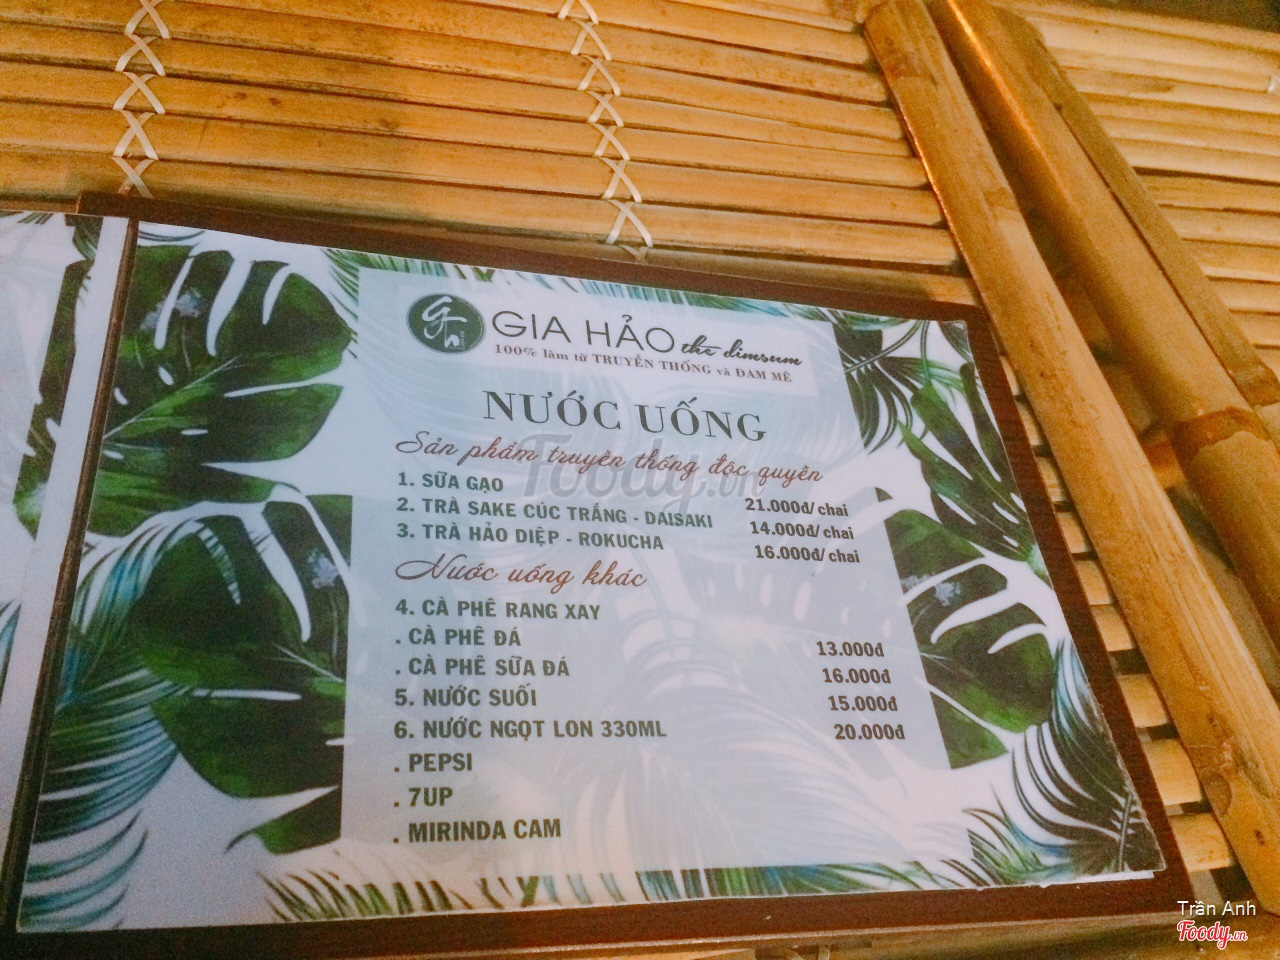 GIA HẢO the dimsum
100% làm từ TRUYỀN THỐNG và ĐAM MÊ
NƯỚC UỐNG
Sản phẩm truyền thống độc quyền
1. SỮA GẠO 21.000đ/ chai
2. TRÀ SAKE CÚC TRẮNG - DAISAKI 14.000đ/ chai
3. TRÀ HẢO DIỆP - ROKUCHA 16.000đ/ chai
Nước uống khác
4. CÀ PHÊ RANG XAY
. CÀ PHÊ ĐÁ 13.000đ
. CÀ PHÊ SỮA ĐÁ 16.000đ
5. NƯỚC SUỐI 15.000đ
6. NƯỚC NGỌT LON 330ML 20.000đ
. PEPSI
. 7UP
. MIRINDA CAM
Foody.vn
Trần Anh
Foody.vn